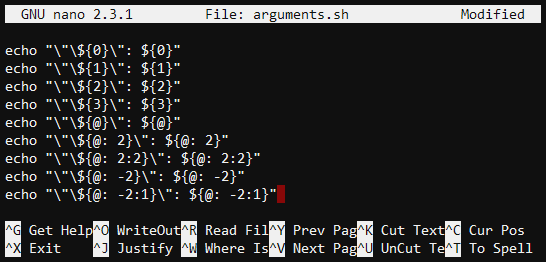 GNU nano 2.3.1 File: arguments.sh Modified
echo "\"\${0}\": ${0}"
echo "\"\${1}\": ${1}"
echo "\"\${2}\": ${2}"
echo "\"\${3}\": ${3}"
echo "\"\${@}\": ${@}"
echo "\"\${@: 2}\": ${@: 2}"
echo "\"\${@: 2:2}\": ${@: 2:2}"
echo "\"\${@: -2}\": ${@: -2}"
echo "\"\${@: -2:1}\": ${@: -2:1}"
^G Get Help^O WriteOut^R Read Fil^Y Prev Pag^K Cut Text^C Cur Pos
^X Exit ^J Justify ^W Where Is^V Next Pag^U UnCut Te^T To Spell